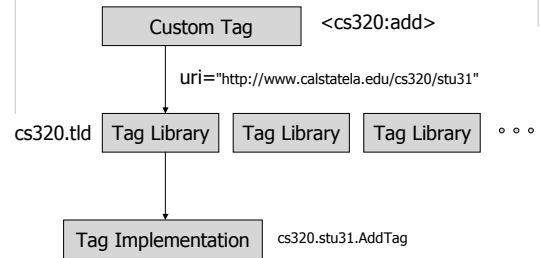 Custom Tag <cs320:add>
uri="http://www.calstatela.edu/cs320/stu31"
cs320.tld Tag Library Tag Library Tag Library
Tag Implementation cs320.stu31.AddTag